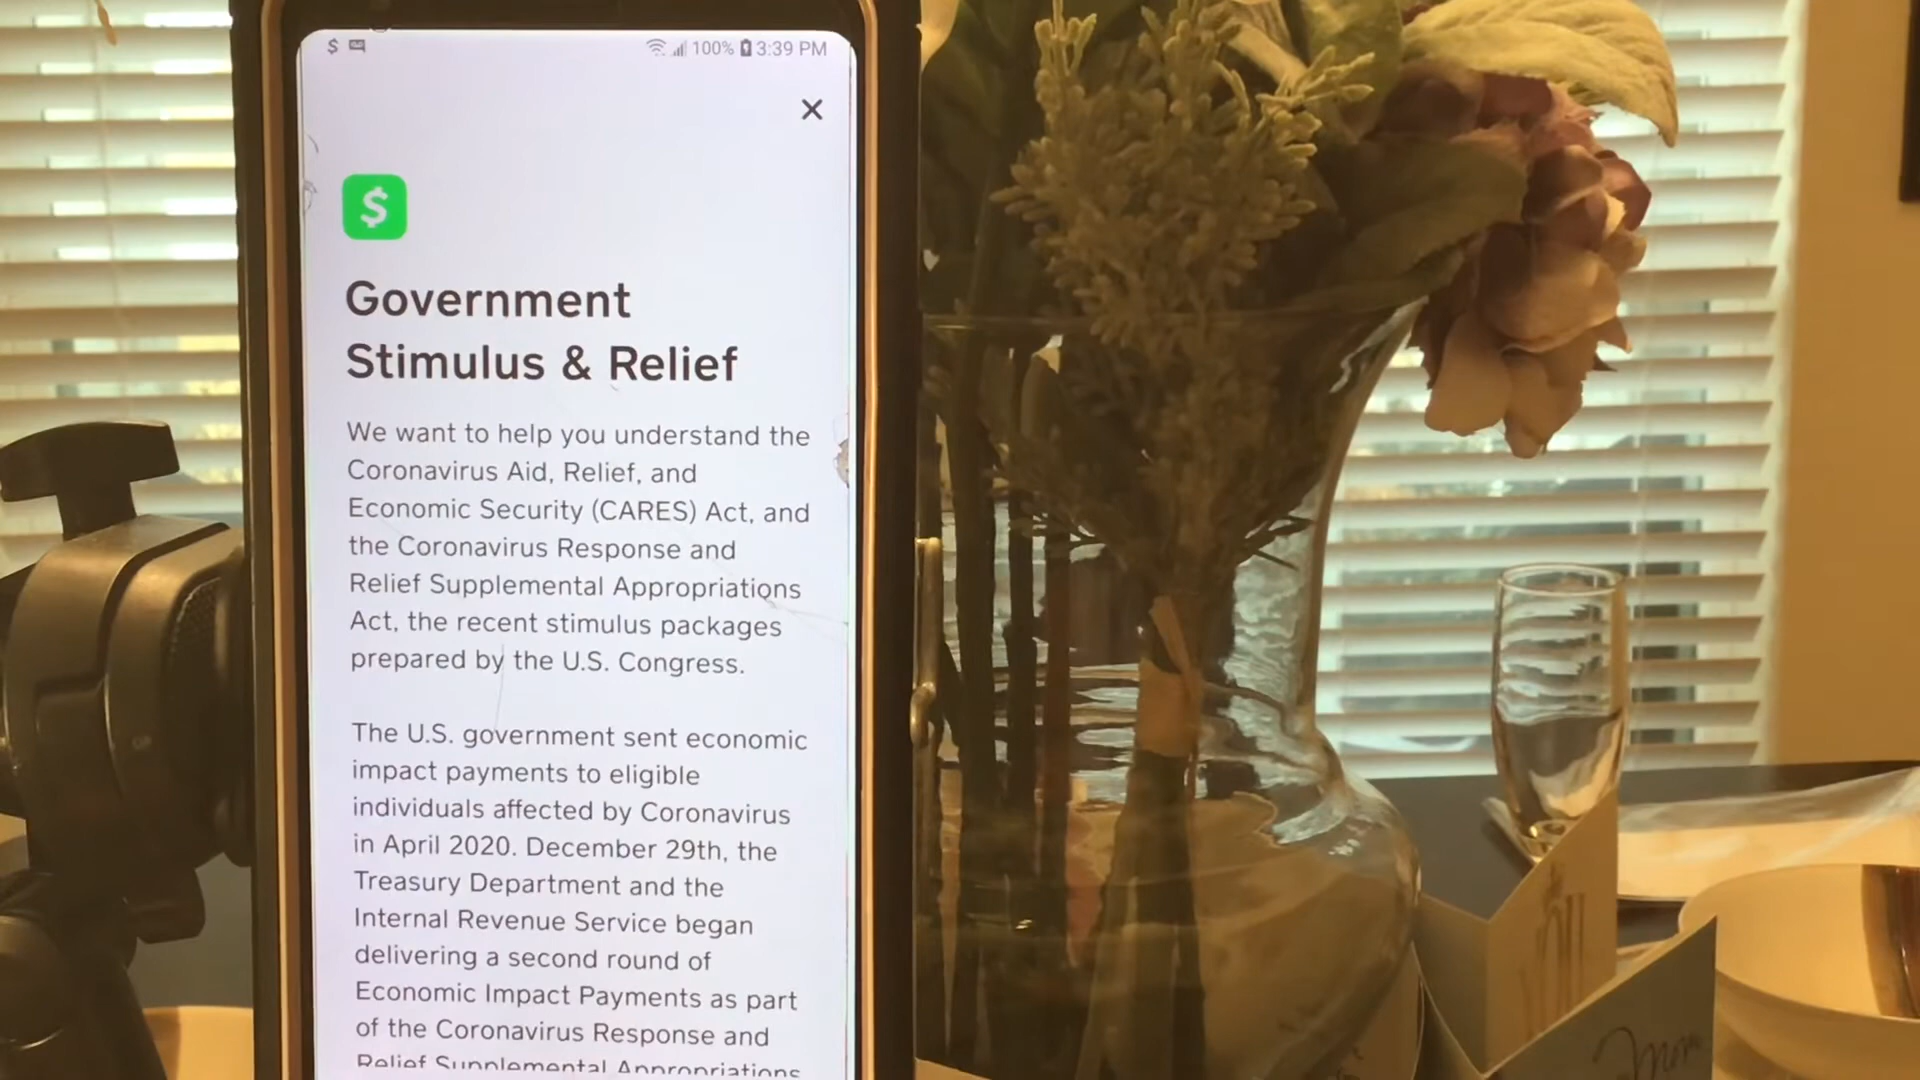 $ 100% 3:39 PM
$
Government
Stimulus & Relief
We want to help you understand the
Coronavirus Aid, Relief, and
Economic Security (CARES) Act, and
the Coronavirus Response and
Relief Supplemental Appropriations
Act, the recent stimulus packages
prepared by the U.S. Congress.
The U.S. government sent economic
impact payments to eligible
individuals affected by Coronavirus
in April 2020. December 29th, the
Treasury Department and the
Internal Revenue Service began
delivering a second round of
Economic Impact Payments as part
of the Coronavirus Response and
Relief Supplemental Appropriations